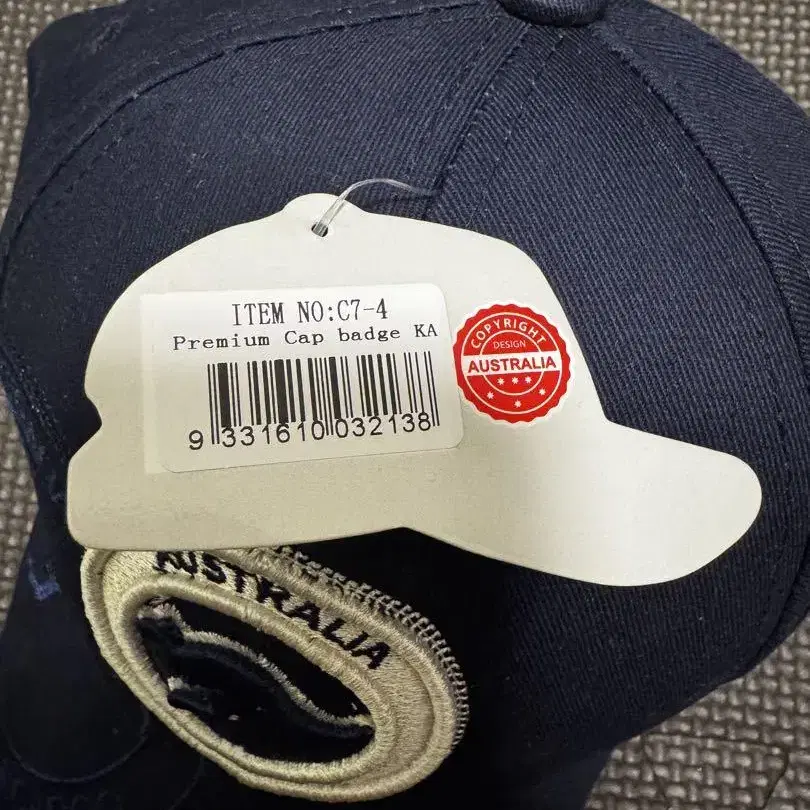 ITEM NO:C7-4
Premium Cap badge KA
9 331610 032138
COPYRIGHT
DESIGN
AUSTRALIA
AUSTRALIA